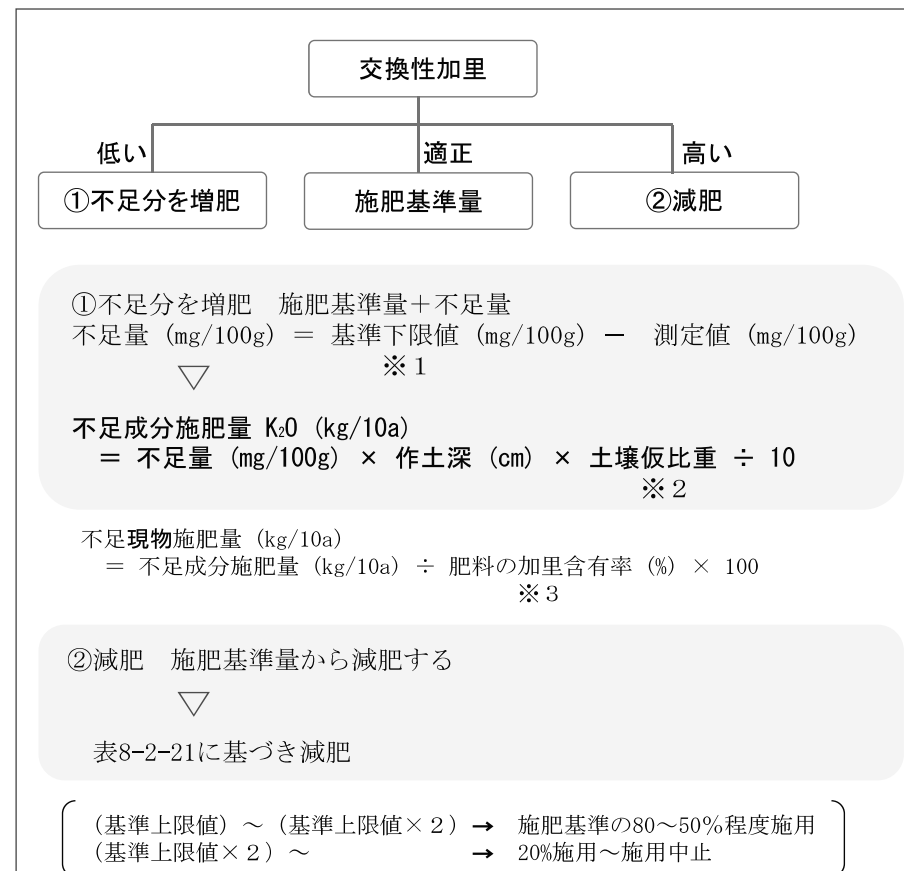 交換性加里
低い 適正 高い
①不足分を増肥 施肥基準量 ②減肥
①不足分を増肥　施肥基準量＋不足量
不足量（mg/100g）＝ 基準下限値（mg/100g）－　測定値（mg/100g）
※１
▽
不足成分施肥量 K₂O（kg/10a）
＝ 不足量（mg/100g）× 作土深（cm）× 土壌仮比重 ÷ 10
※２
不足現物施肥量（kg/10a）
＝ 不足成分施肥量（kg/10a）÷ 肥料の加里含有率（%）× 100
※３
②減肥　施肥基準量から減肥する
▽
表8-2-21に基づき減肥
（基準上限値）～（基準上限値×２）→　施肥基準の80～50%程度施用
（基準上限値×２）～　→　20%施用～施用中止